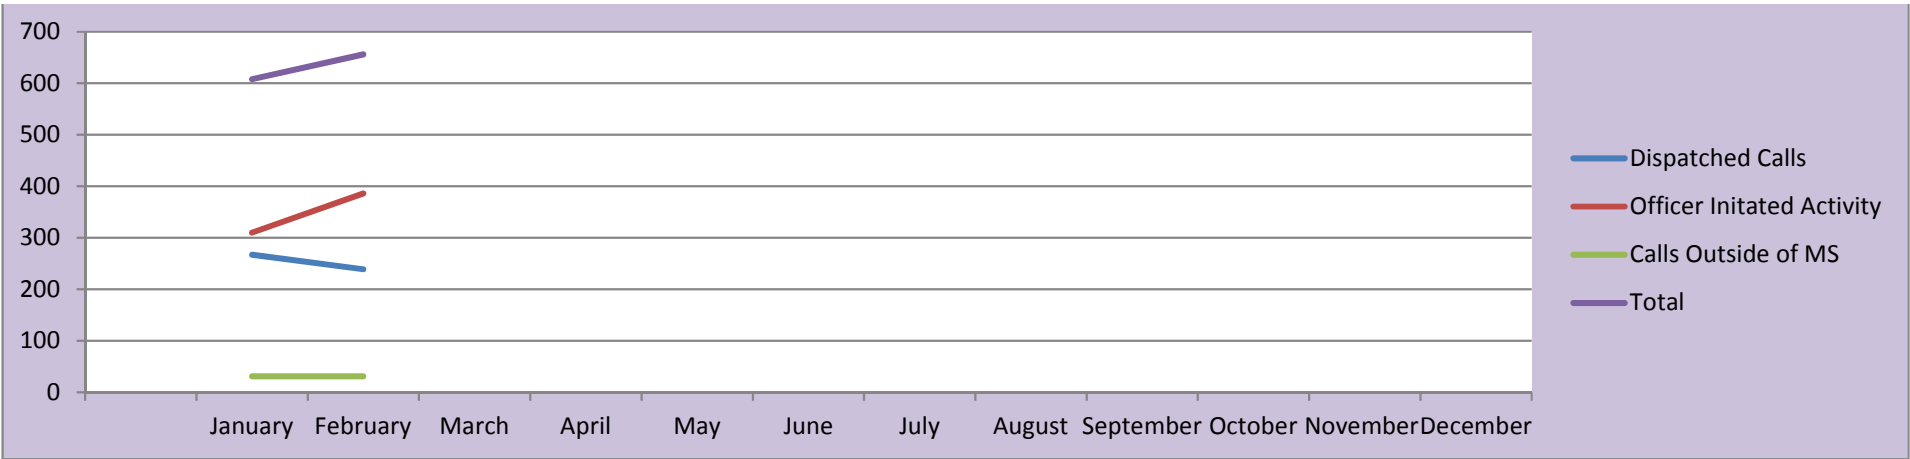 700
600
500
400
300
200
100
0
January February March April May June July August September October November December
Dispatched Calls
Officer Initated Activity
Calls Outside of MS
Total